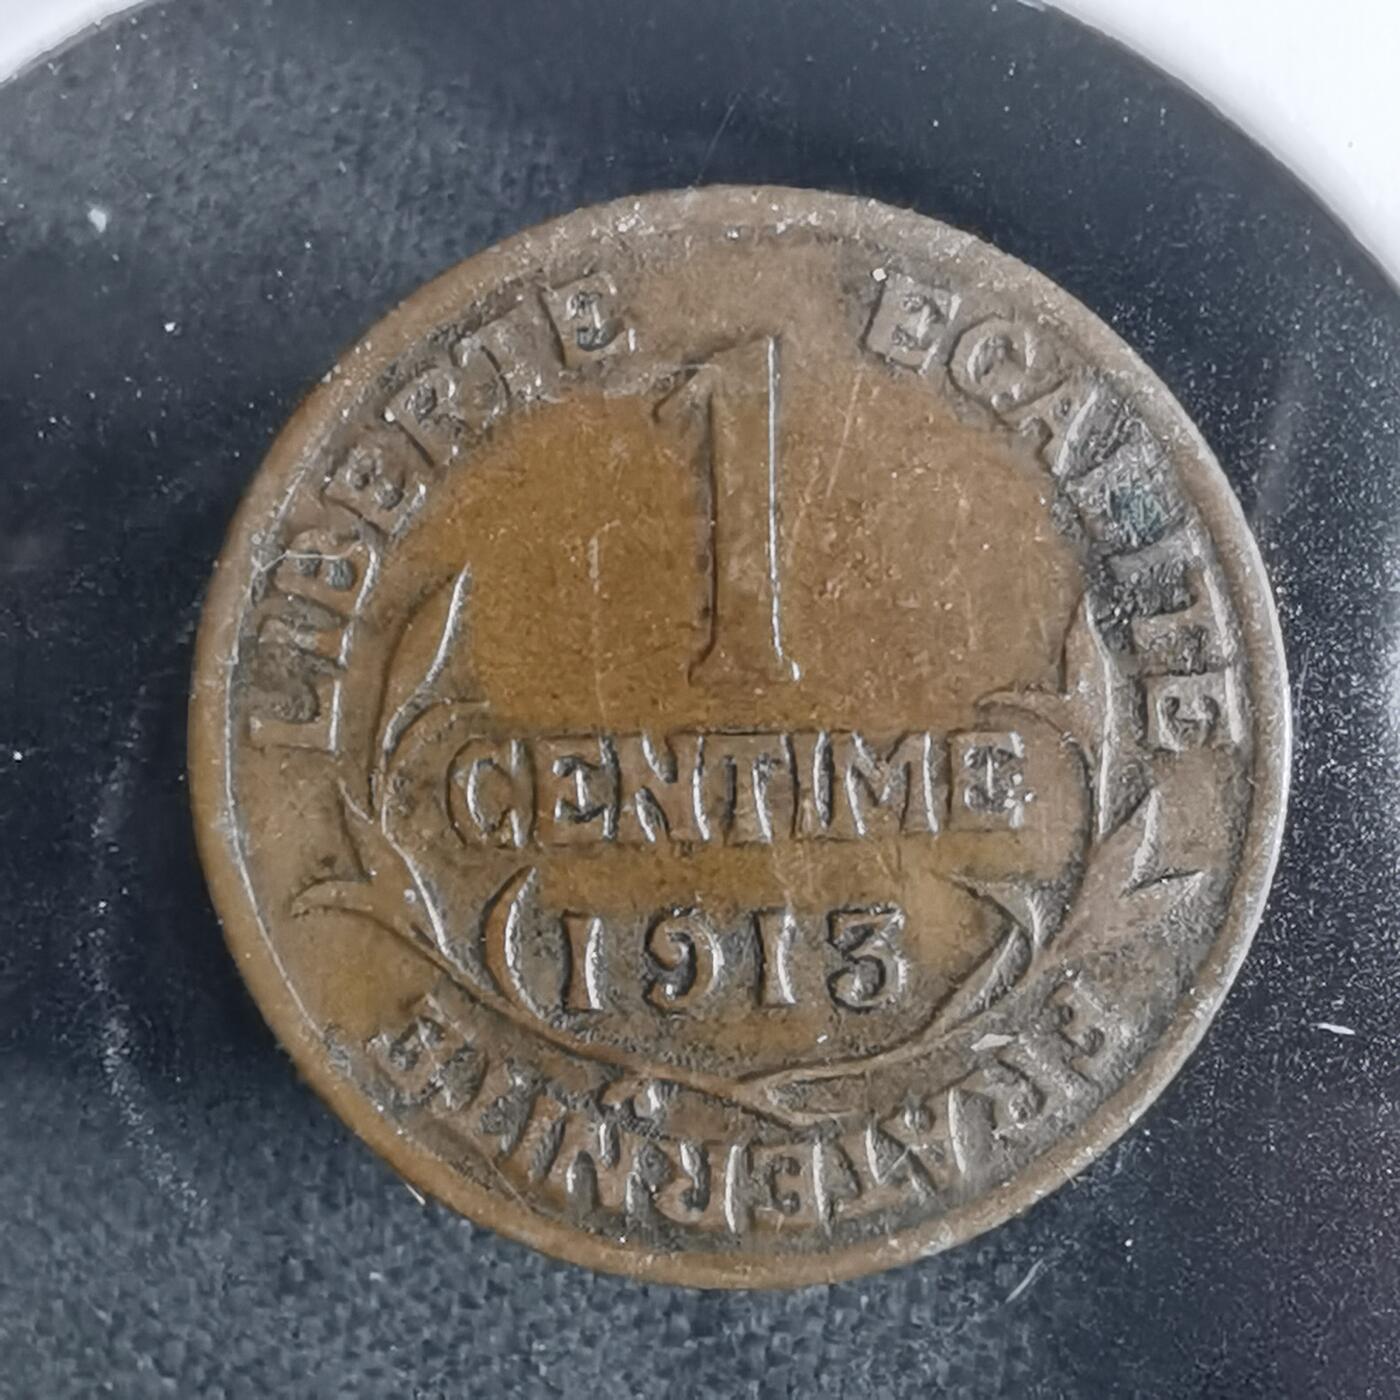 LIBERTE EGALITE
1
CENTIME
1913
FRATERNITE